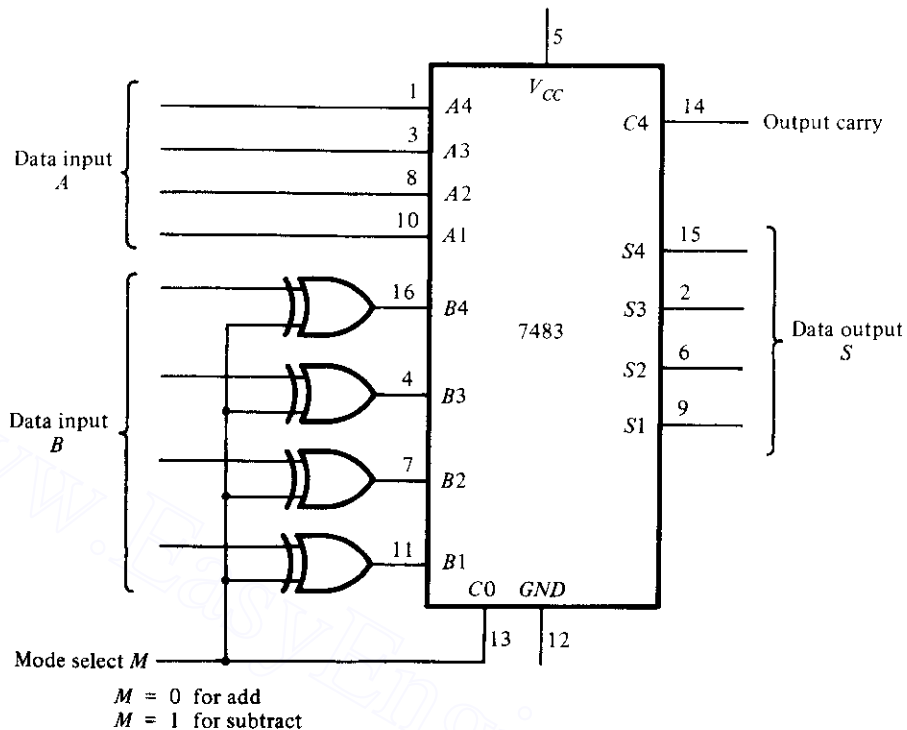 5
V_CC
1 A4
3 A3
8 A2
10 A1
Data input
A
16 B4
4 B3
7 B2
11 B1
Data input
B
7483
C4 14 Output carry
S4 15
S3 2
S2 6
S1 9
Data output
S
C0 GND
13 12
Mode select M
M = 0 for add
M = 1 for subtract